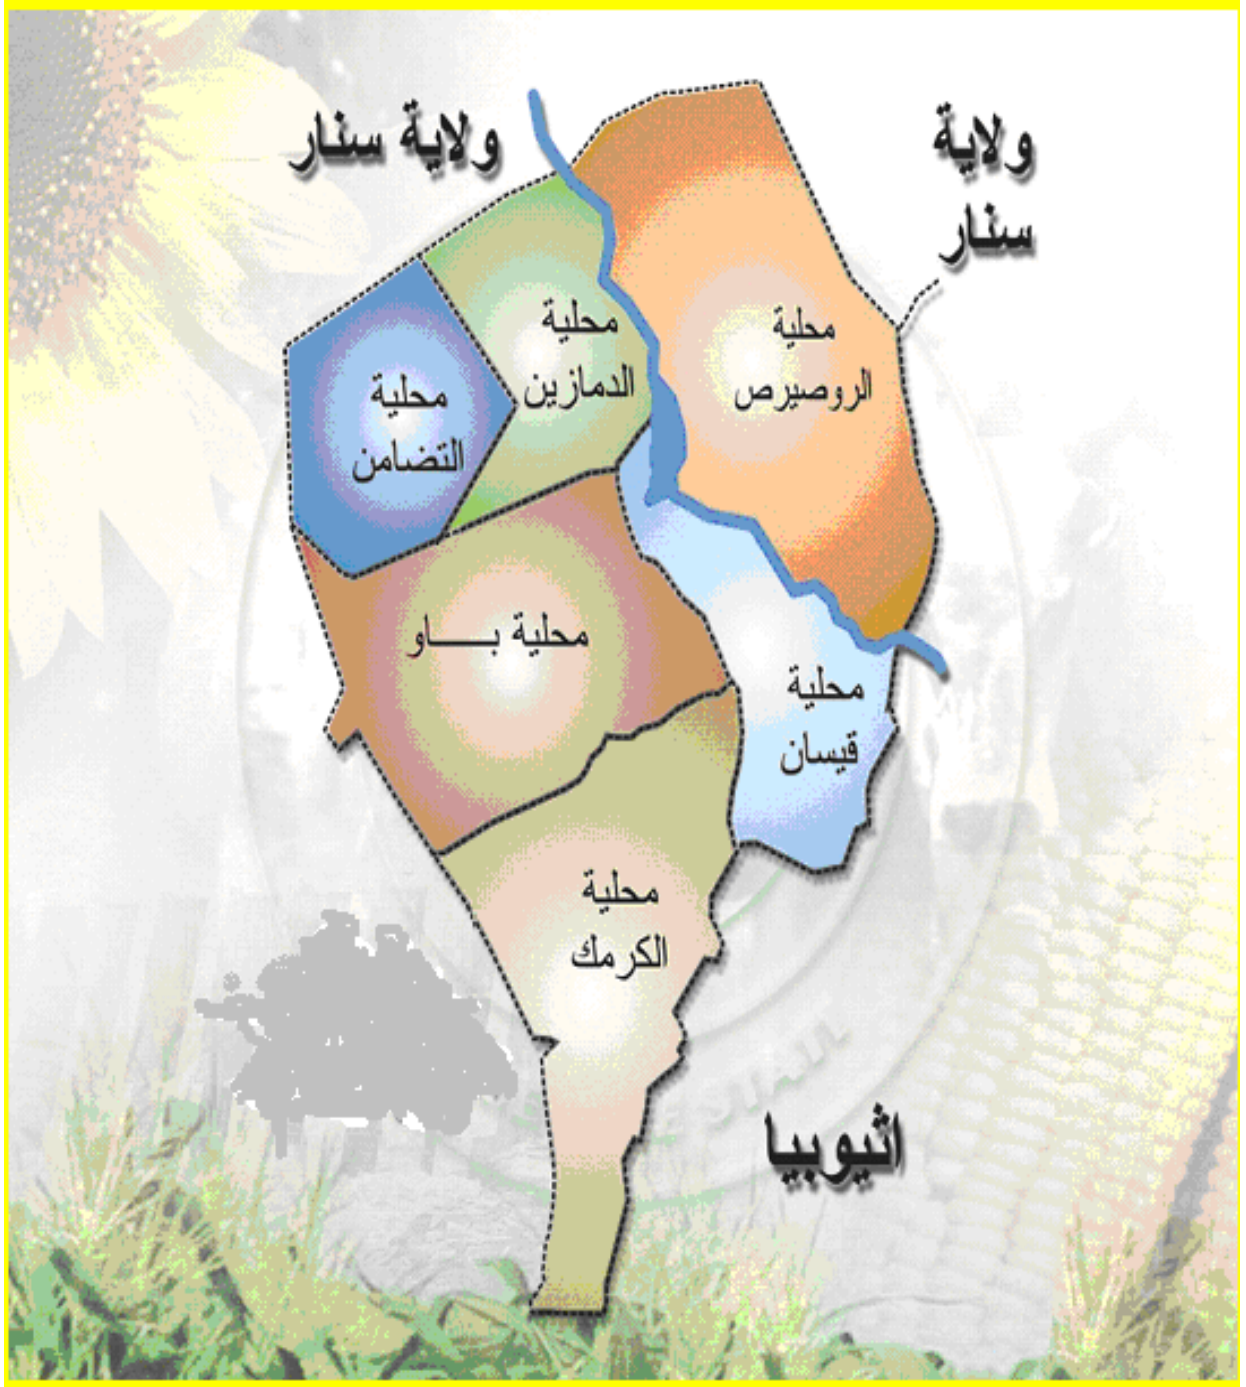 ولاية سنار
ولاية
سنار
محلية
الروصيرص
محلية
الدمازين
محلية
التضامن
محلية بـــاو
محلية
قيسان
محلية
الكرمك
اثيوبيا